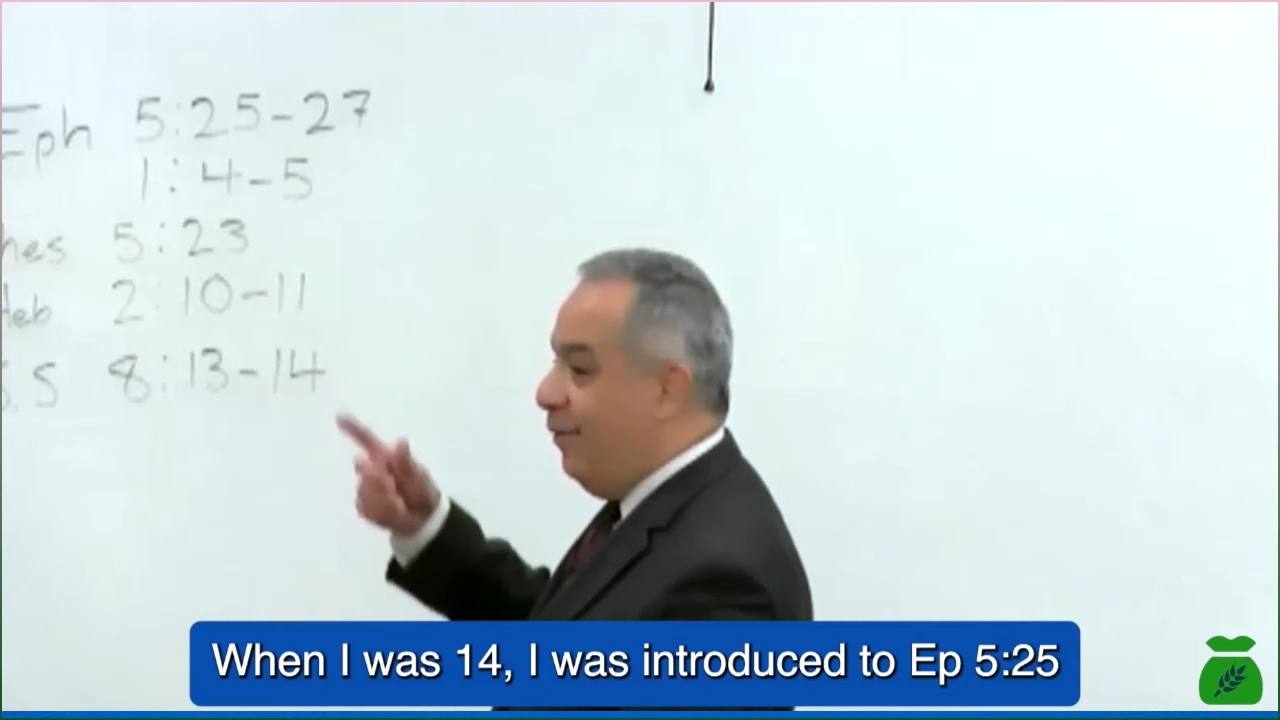 Eph 5:25-27
1:4-5
hes 5:23
Heb 2:10-11
S.S 8:13-14
When I was 14, I was introduced to Ep 5:25